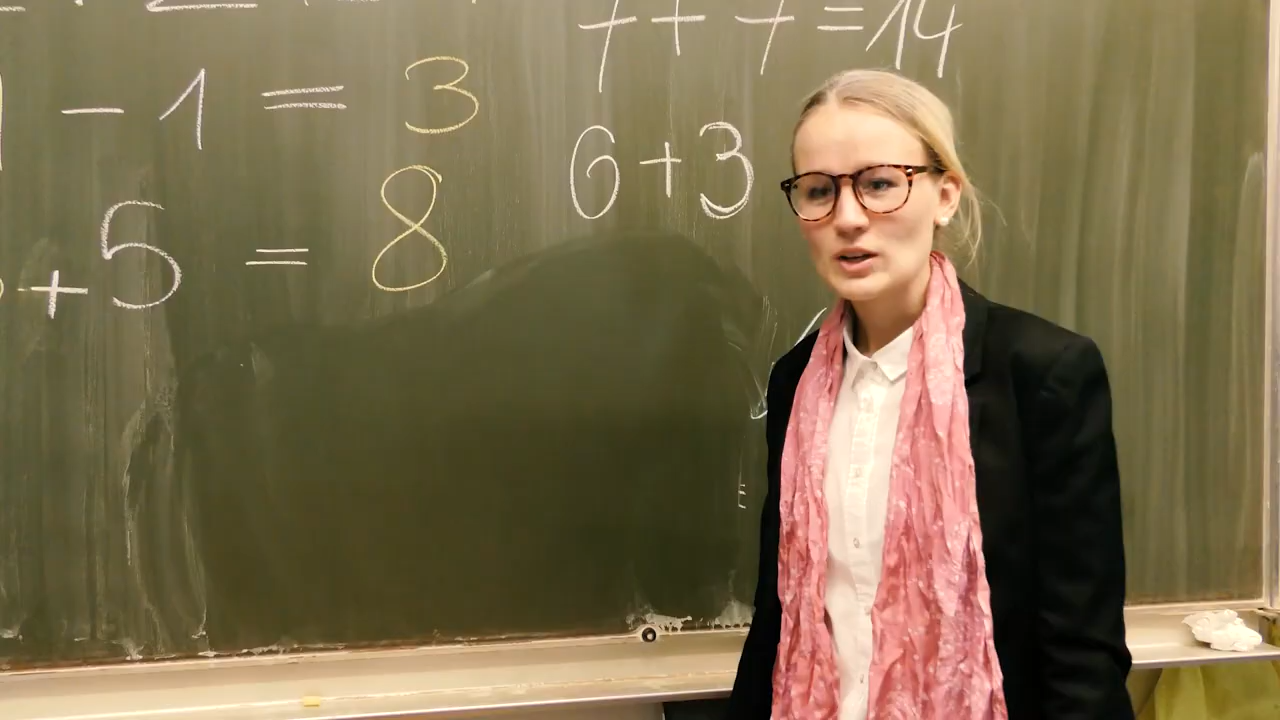 7 + 7 = 14
- 1 = 3
6 + 3
+ 5 = 8